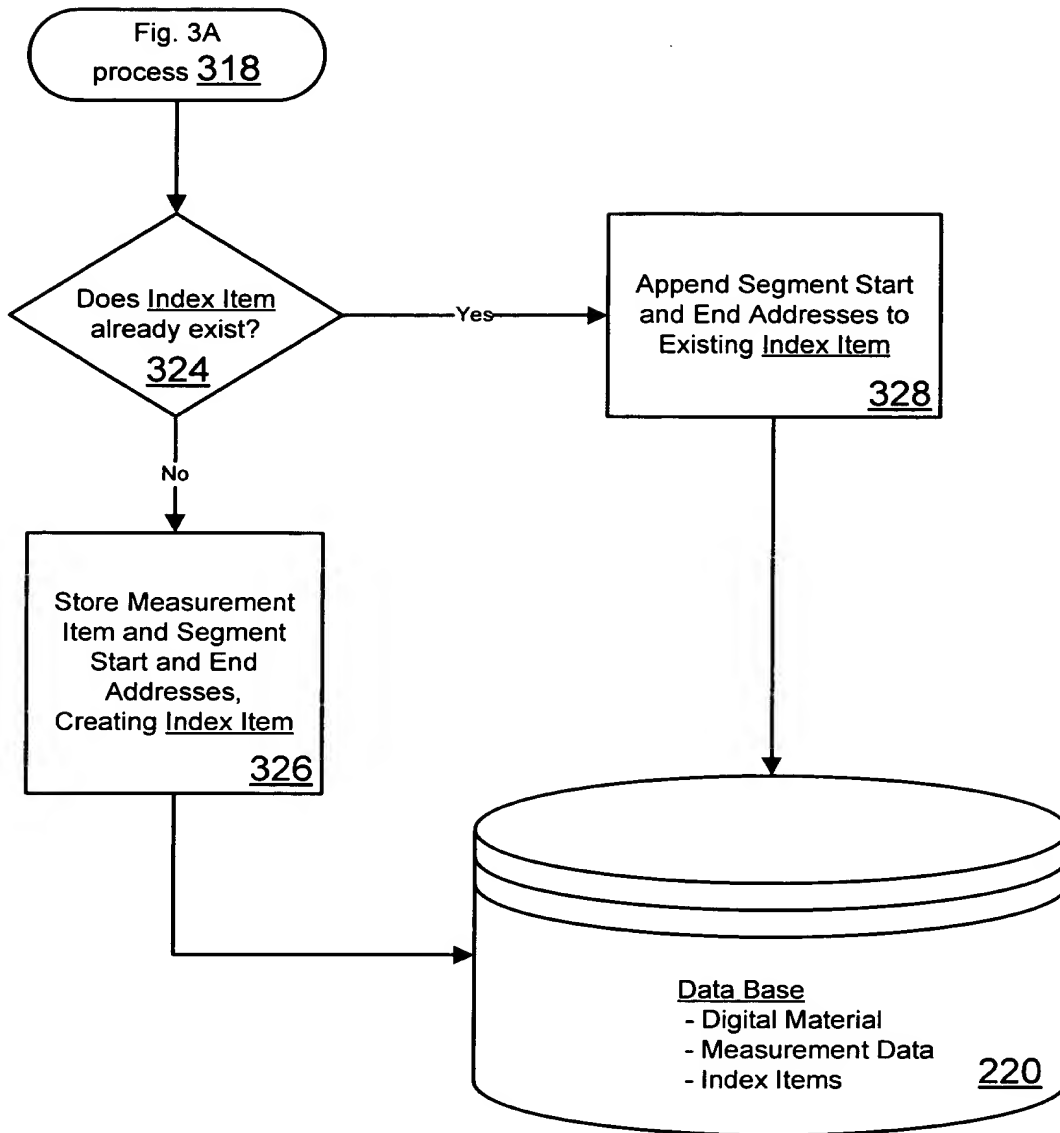 Fig. 3A
process 318
Does Index Item
already exist?
324
Yes
Append Segment Start
and End Addresses to
Existing Index Item
328
No
Store Measurement
Item and Segment
Start and End
Addresses,
Creating Index Item
326
Data Base
- Digital Material
- Measurement Data
- Index Items
220